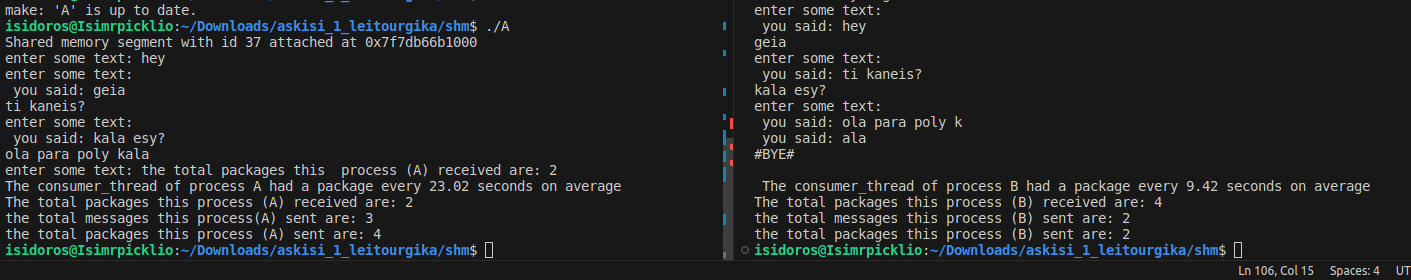 make: 'A' is up to date.
isidoros@Isimrpicklio:~/Downloads/askisi_1_leitourgika/shm$ ./A
Shared memory segment with id 37 attached at 0x7f7db66b1000
enter some text: hey
enter some text:
 you said: geia
ti kaneis?
enter some text:
 you said: kala esy?
ola para poly kala
enter some text: the total packages this  process (A) received are: 2
The consumer_thread of process A had a package every 23.02 seconds on average
The total packages this process (A) received are: 2
the total messages this process(A) sent are: 3
the total packages this process (A) sent are: 4
isidoros@Isimrpicklio:~/Downloads/askisi_1_leitourgika/shm$
enter some text:
 you said: hey
geia
enter some text:
 you said: ti kaneis?
kala esy?
enter some text:
 you said: ola para poly k
 you said: ala
#BYE#
 The consumer_thread of process B had a package every 9.42 seconds on average
The total packages this process (B) received are: 4
the total messages this process (B) sent are: 2
the total packages this process (B) sent are: 2
isidoros@Isimrpicklio:~/Downloads/askisi_1_leitourgika/shm$
Ln 106, Col 15 Spaces: 4 UT